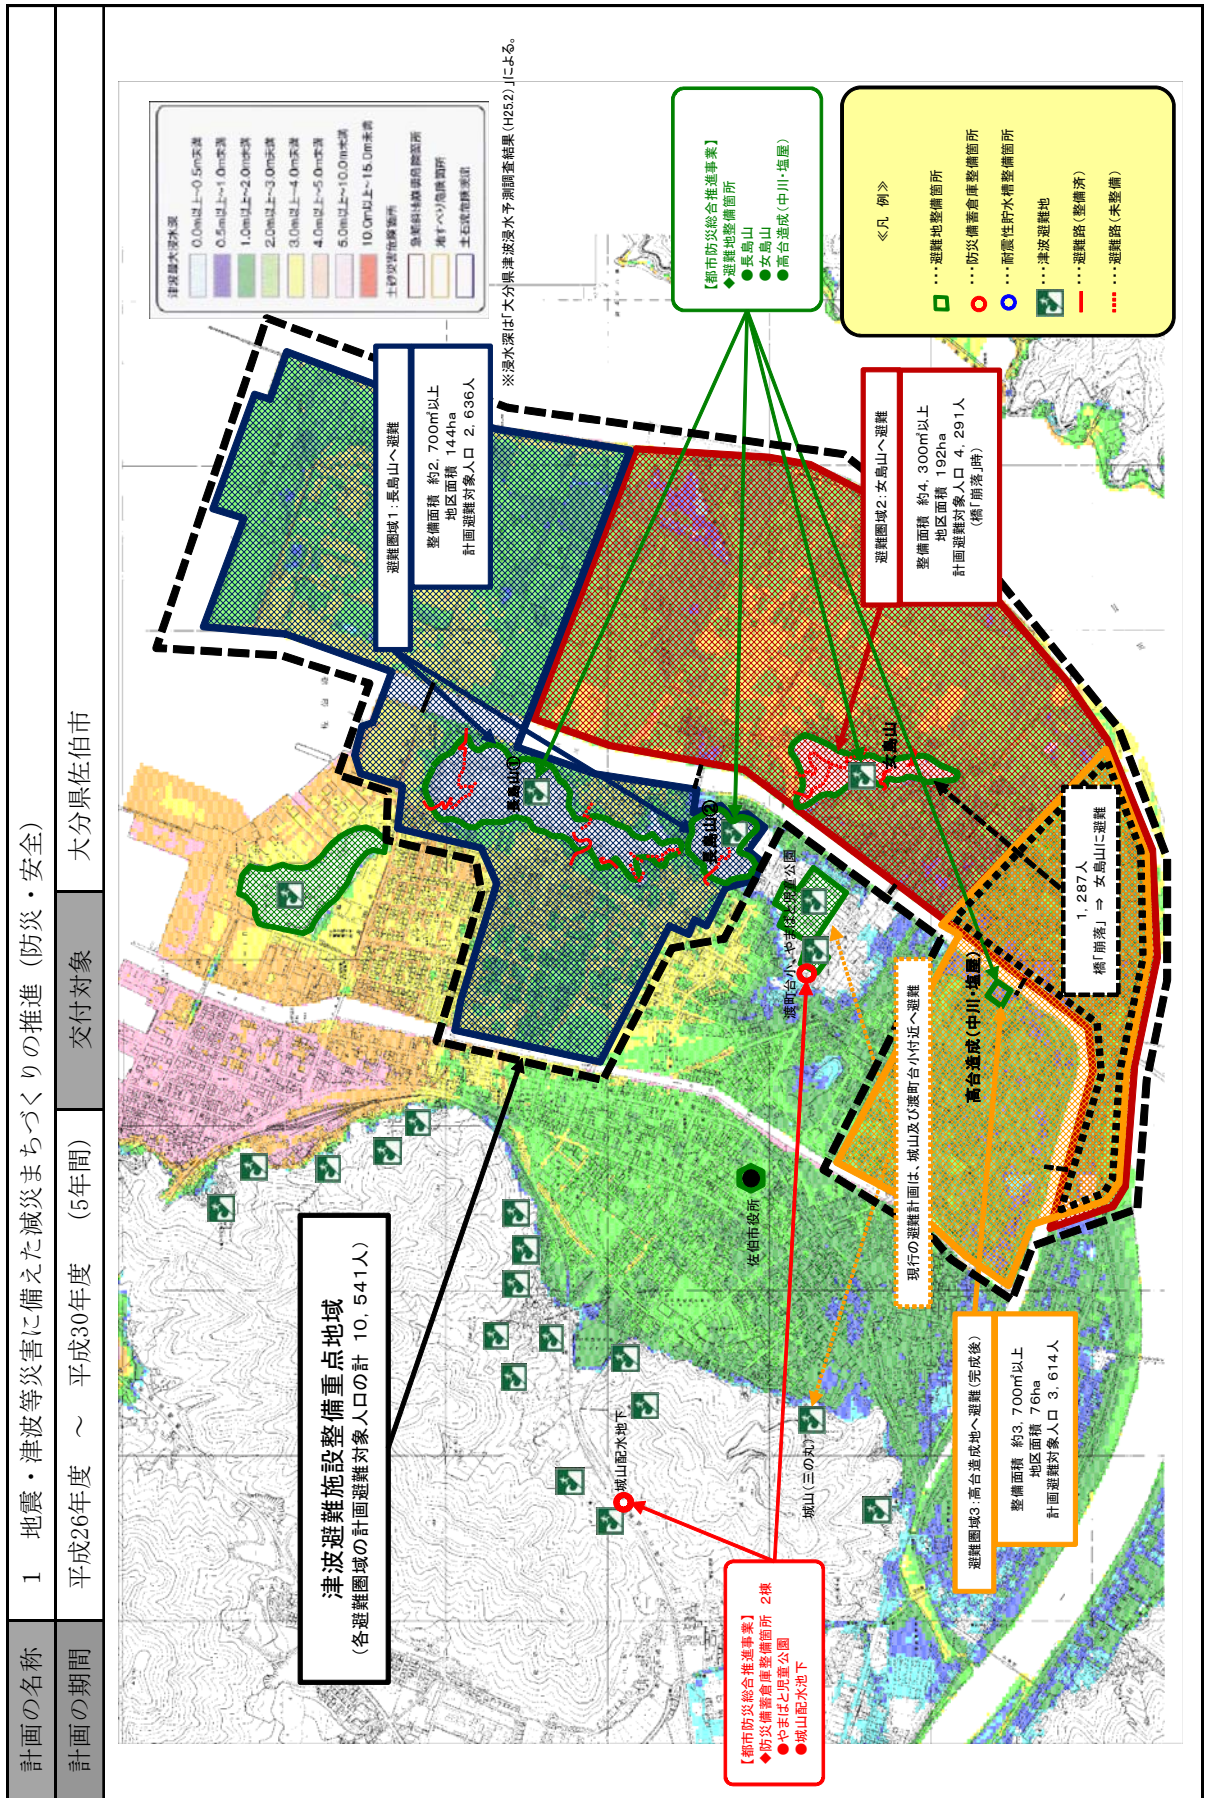 計画の名称
1　地震・津波等災害に備えた減災まちづくりの推進（防災・安全）
計画の期間
平成26年度　～　平成30年度　（5年間）
交付対象
大分県佐伯市
津波最大浸水深
0.0m以上～0.5m未満
0.5m以上～1.0m未満
1.0m以上～2.0m未満
2.0m以上～3.0m未満
3.0m以上～4.0m未満
4.0m以上～5.0m未満
5.0m以上～10.0m未満
10.0m以上～15.0m未満
土砂災害危険箇所
急傾斜地崩壊危険箇所
地すべり危険箇所
土石流危険渓流
※浸水深は「大分県津波浸水予測調査結果(H25.2)」による。
避難圏域1：長島山へ避難
整備面積　約2，700㎡以上
地区面積　144ha
計画避難対象人口　2，636人
【都市防災総合推進事業】
◆避難地整備箇所
●長島山
●女島山
●高台造成(中川・塩屋)
≪凡　例≫
・・・避難地整備箇所
・・・防災備蓄倉庫整備箇所
・・・耐震性貯水槽整備箇所
・・・津波避難地
・・・避難路(整備済)
・・・避難路(未整備)
避難圏域2：女島山へ避難
整備面積　約4，300㎡以上
地区面積　192ha
計画避難対象人口　4，291人
（橋「崩落」時）
長島山①
長島山②
女島山
渡町台小、やまばと児童公園
1，287人
橋「崩落」　⇒　女島山に避難
高台造成(中川・塩屋)
現行の避難計画は、城山及び渡町台小付近へ避難
佐伯市役所
津波避難施設整備重点地域
（各避難圏域の計画避難対象人口の計　10，541人）
避難圏域3：高台造成地へ避難（完成後）
整備面積　約3，700㎡以上
地区面積　76ha
計画避難対象人口　3，614人
城山配水地下
城山（三の丸）
【都市防災総合推進事業】
◆防災備蓄倉庫整備箇所　2棟
●やまばと児童公園
●城山配水池下